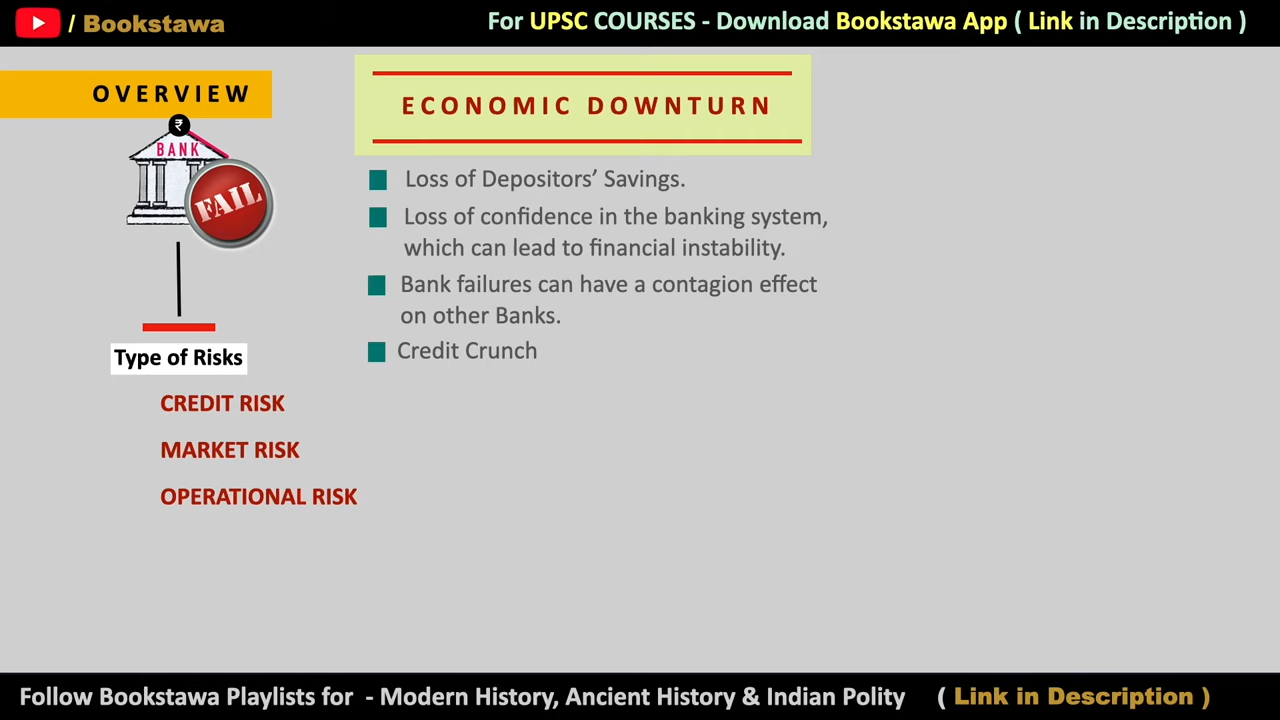 / Bookstawa
For UPSC COURSES - Download Bookstawa App ( Link in Description )
OVERVIEW
₹
BANK
FAIL
Type of Risks
CREDIT RISK
MARKET RISK
OPERATIONAL RISK
ECONOMIC DOWNTURN
Loss of Depositors’ Savings.
Loss of confidence in the banking system,
which can lead to financial instability.
Bank failures can have a contagion effect
on other Banks.
Credit Crunch
Follow Bookstawa Playlists for - Modern History, Ancient History & Indian Polity ( Link in Description )